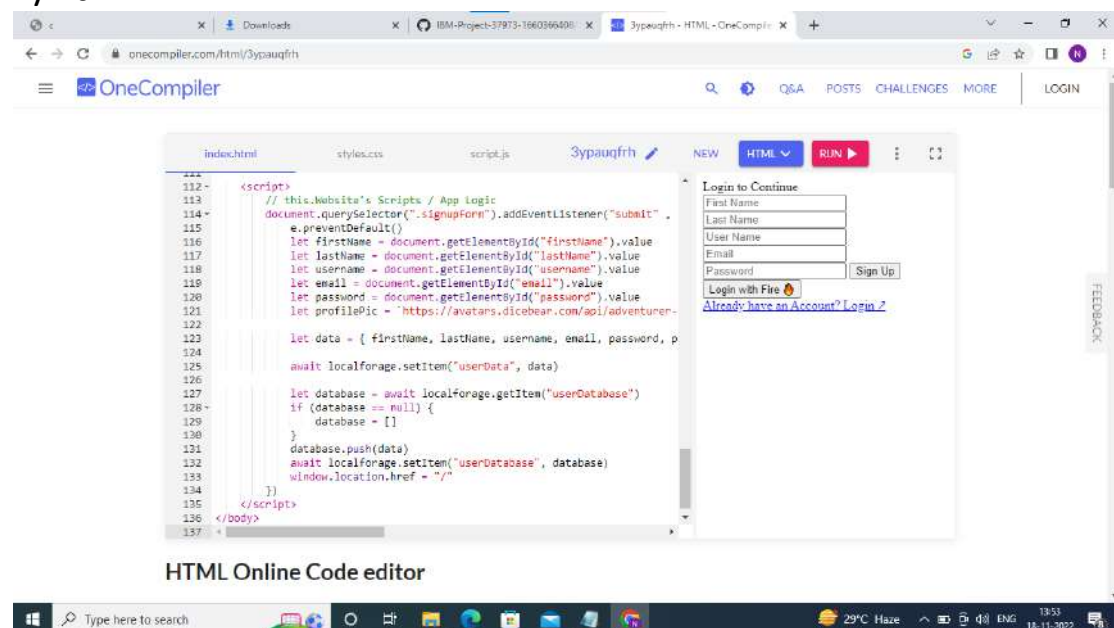 Downloads
IBM-Project-37973-1660366408
3ypauqfrh - HTML - OneCompiler
onecompiler.com/html/3ypauqfrh
N
OneCompiler
Q&A POSTS CHALLENGES MORE LOGIN
index.html styles.css script.js 3ypauqfrh NEW HTML RUN
111
112 <script>
113 // this.Website's Scripts / App Logic
114 document.querySelector(".signupForm").addEventListener("submit" ,
115 e.preventDefault()
116 let firstName = document.getElementById("firstName").value
117 let lastName = document.getElementById("lastName").value
118 let username = document.getElementById("username").value
119 let email = document.getElementById("email").value
120 let password = document.getElementById("password").value
121 let profilePic = `https://avatars.dicebear.com/api/adventurer-
122
123 let data = { firstName, lastName, username, email, password, p
124
125 await localforage.setItem("userData", data)
126
127 let database = await localforage.getItem("userDatabase")
128 if (database == null) {
129 database = []
130 }
131 database.push(data)
132 await localforage.setItem("userDatabase", database)
133 window.location.href = "/"
134 })
135 </script>
136 </body>
137
Login to Continue
First Name
Last Name
User Name
Email
Password Sign Up
Login with Fire 🔥
Already have an Account? Login ↗
FEEDBACK
HTML Online Code editor
Type here to search
29°C Haze ENG 13:53
18-11-2022